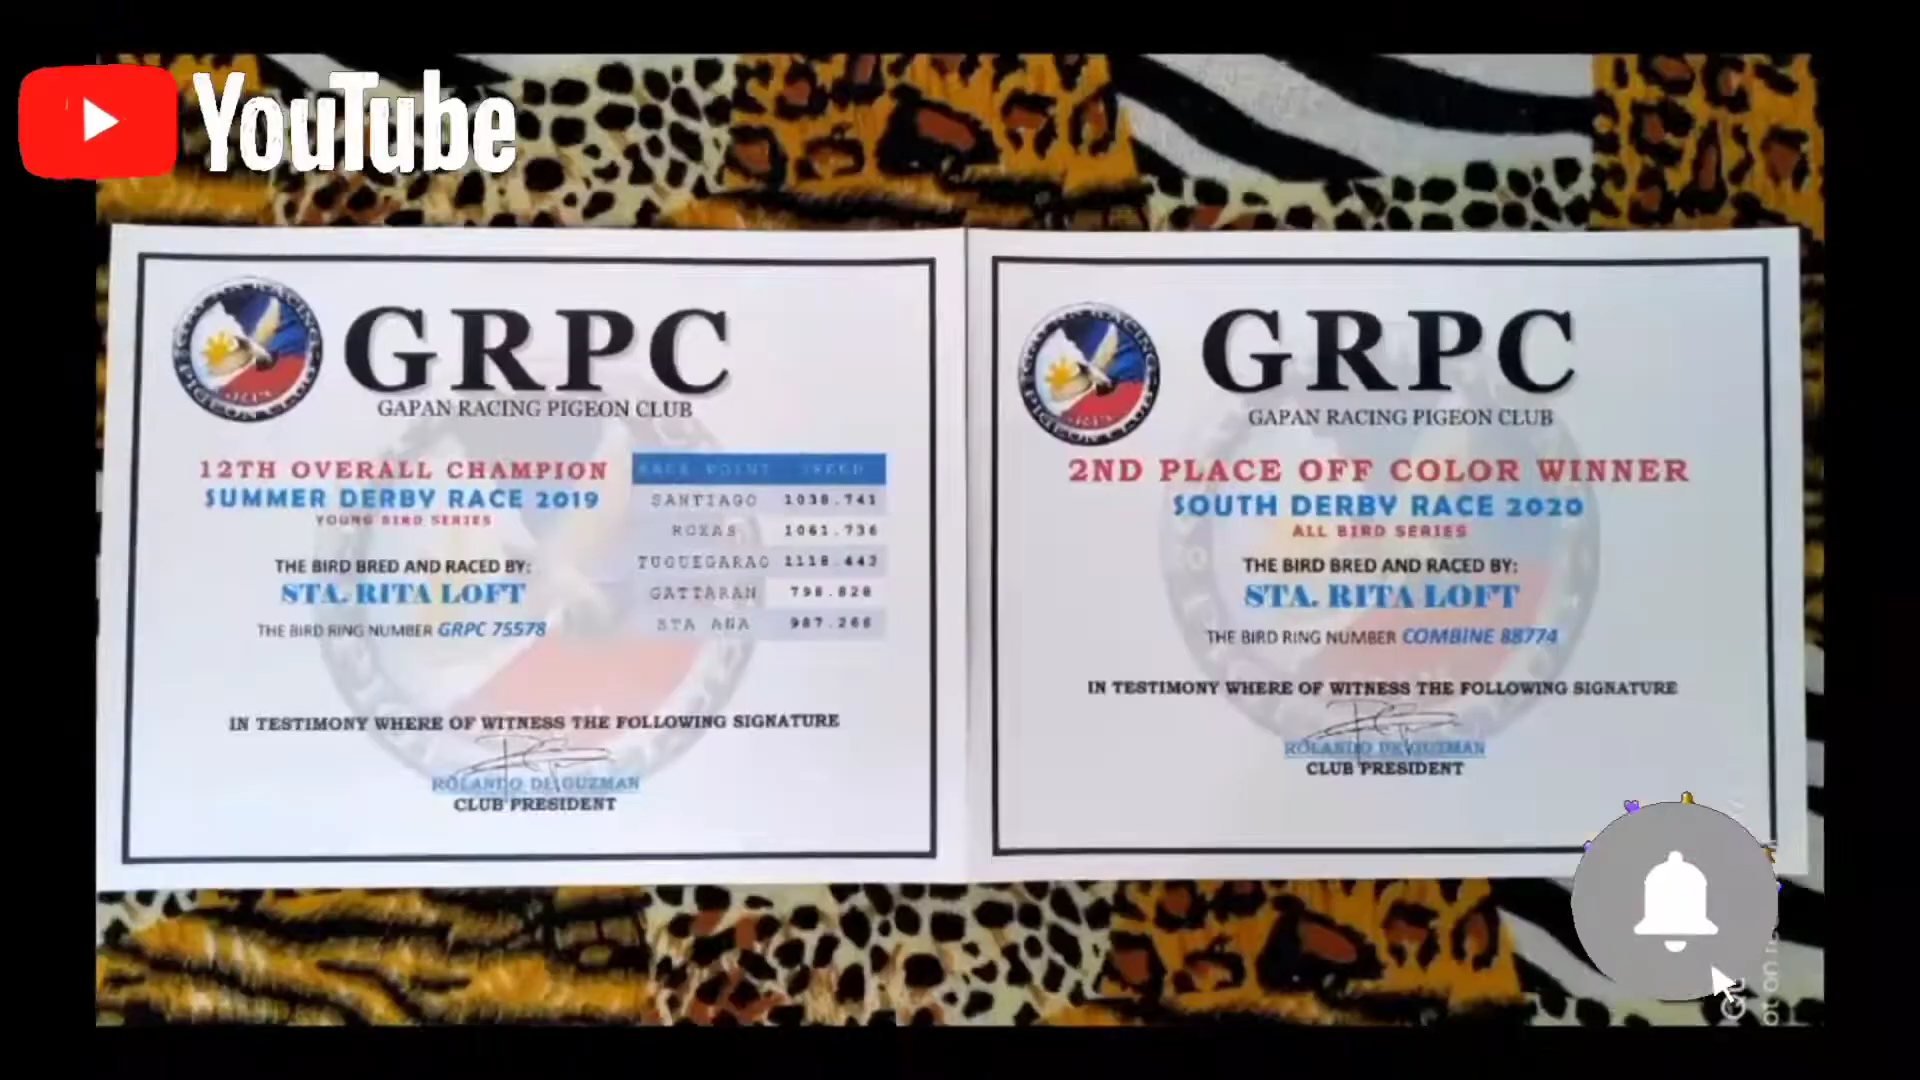 YouTube
GRPC
GAPAN RACING PIGEON CLUB
12TH OVERALL CHAMPION
SUMMER DERBY RACE 2019
YOUNG BIRD SERIES
THE BIRD BRED AND RACED BY:
STA. RITA LOFT
THE BIRD RING NUMBER GRPC 75578
RACE POINT SPEED
SANTIAGO 1038.741
ROXAS 1061.736
TUGUEGARAO 1118.443
GATTARAN 798.828
STA ANA 987.266
IN TESTIMONY WHERE OF WITNESS THE FOLLOWING SIGNATURE
ROLANDO DE GUZMAN
CLUB PRESIDENT
GRPC
GAPAN RACING PIGEON CLUB
2ND PLACE OFF COLOR WINNER
SOUTH DERBY RACE 2020
ALL BIRD SERIES
THE BIRD BRED AND RACED BY:
STA. RITA LOFT
THE BIRD RING NUMBER COMBINE 88774
IN TESTIMONY WHERE OF WITNESS THE FOLLOWING SIGNATURE
ROLANDO DE GUZMAN
CLUB PRESIDENT